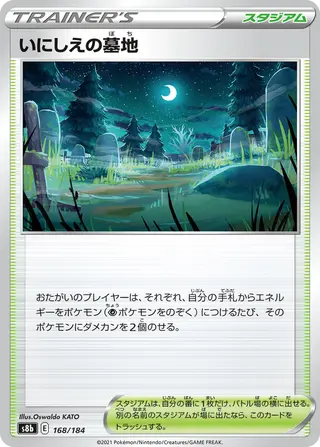 TRAINER'S
スタジアム
いにしえの墓地
ぼち
おたがいのプレイヤーは、それぞれ、自分の手札からエネル
ギーをポケモン(超ポケモンをのぞく)につけるたび、その
ポケモンにダメカンを2個のせる。
Illus.Oswaldo KATO
s8b E 168/184
スタジアムは、自分の番に1枚だけ、バトル場の横に出せる。
別の名前のスタジアムが場に出たなら、このカードを
トラッシュする。
©2021 Pokémon/Nintendo/Creatures/GAME FREAK.